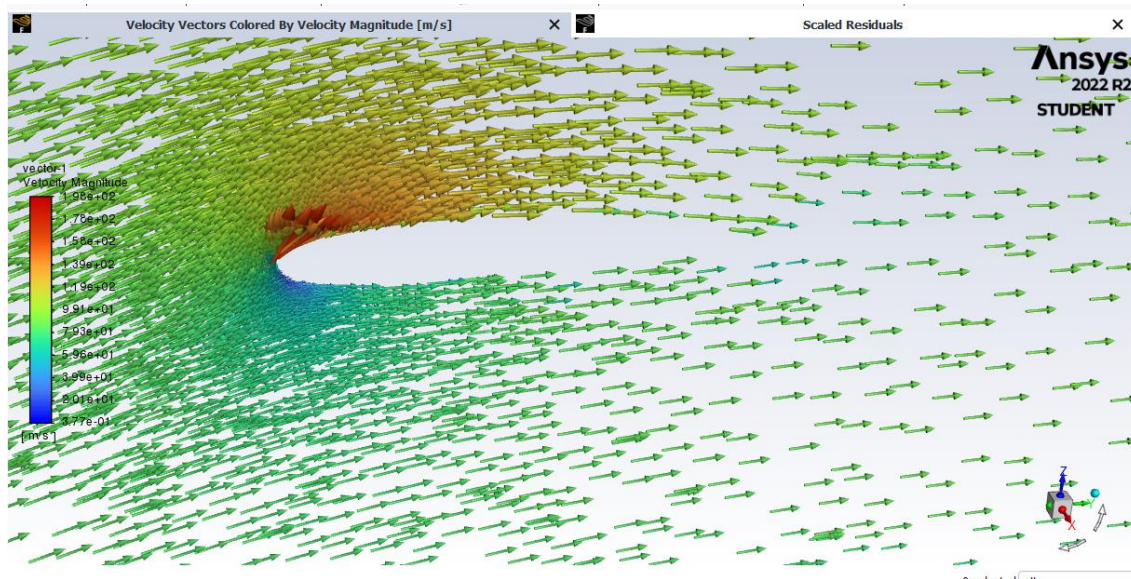 Velocity Vectors Colored By Velocity Magnitude [m/s]
Scaled Residuals
Ansys
2022 R2
STUDENT
vector-1
Velocity Magnitude
1.98e+02
1.78e+02
1.58e+02
1.39e+02
1.19e+02
9.91e+01
7.93e+01
5.96e+01
3.99e+01
2.01e+01
3.77e-01
[m/s]
Z
Y
X